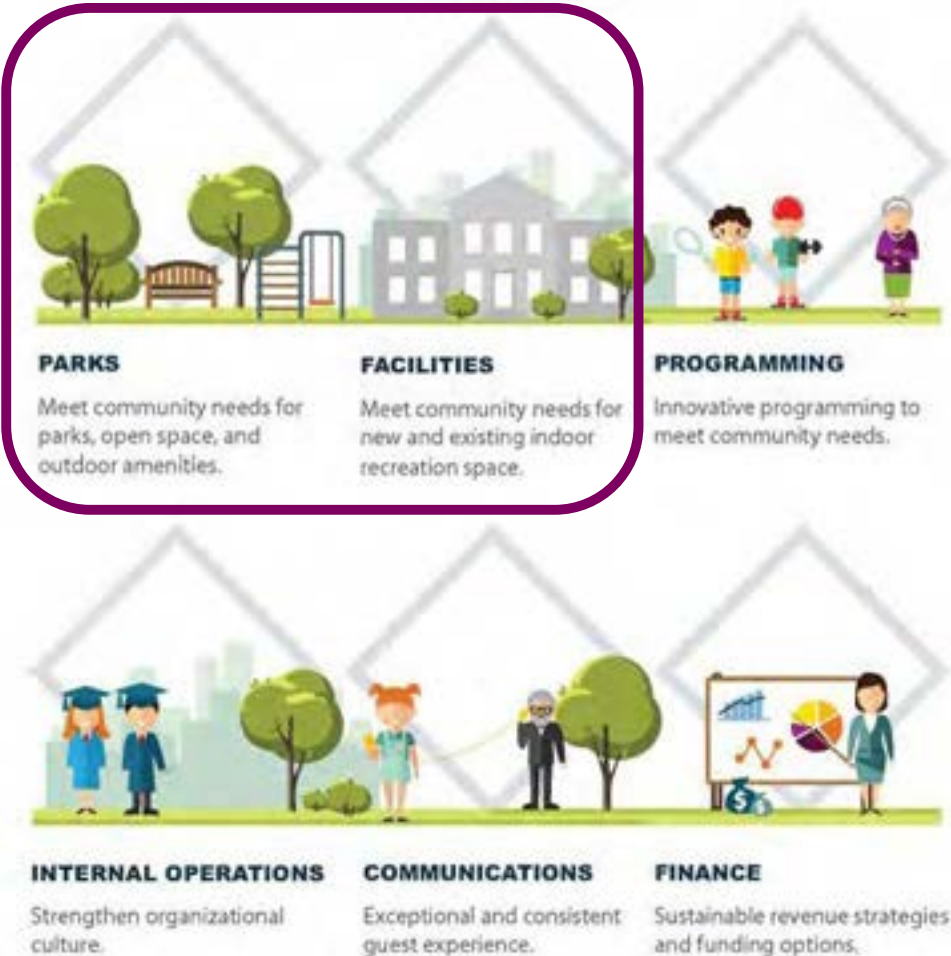 PARKS
Meet community needs for
parks, open space, and
outdoor amenities.
FACILITIES
Meet community needs for
new and existing indoor
recreation space.
PROGRAMMING
Innovative programming to
meet community needs.
INTERNAL OPERATIONS
Strengthen organizational
culture.
COMMUNICATIONS
Exceptional and consistent
guest experience.
FINANCE
$ $
Sustainable revenue strategies
and funding options.